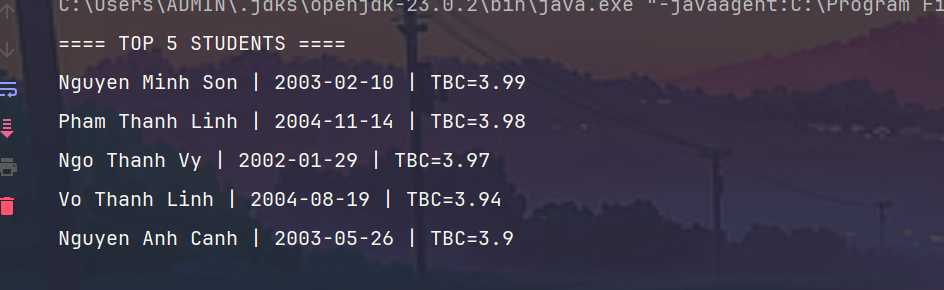 C:\Users\ADMIN\.jdks\openjdk-23.0.2\bin\java.exe "-javaagent:C:\Program Fi
==== TOP 5 STUDENTS ====
Nguyen Minh Son | 2003-02-10 | TBC=3.99
Pham Thanh Linh | 2004-11-14 | TBC=3.98
Ngo Thanh Vy | 2002-01-29 | TBC=3.97
Vo Thanh Linh | 2004-08-19 | TBC=3.94
Nguyen Anh Canh | 2003-05-26 | TBC=3.9